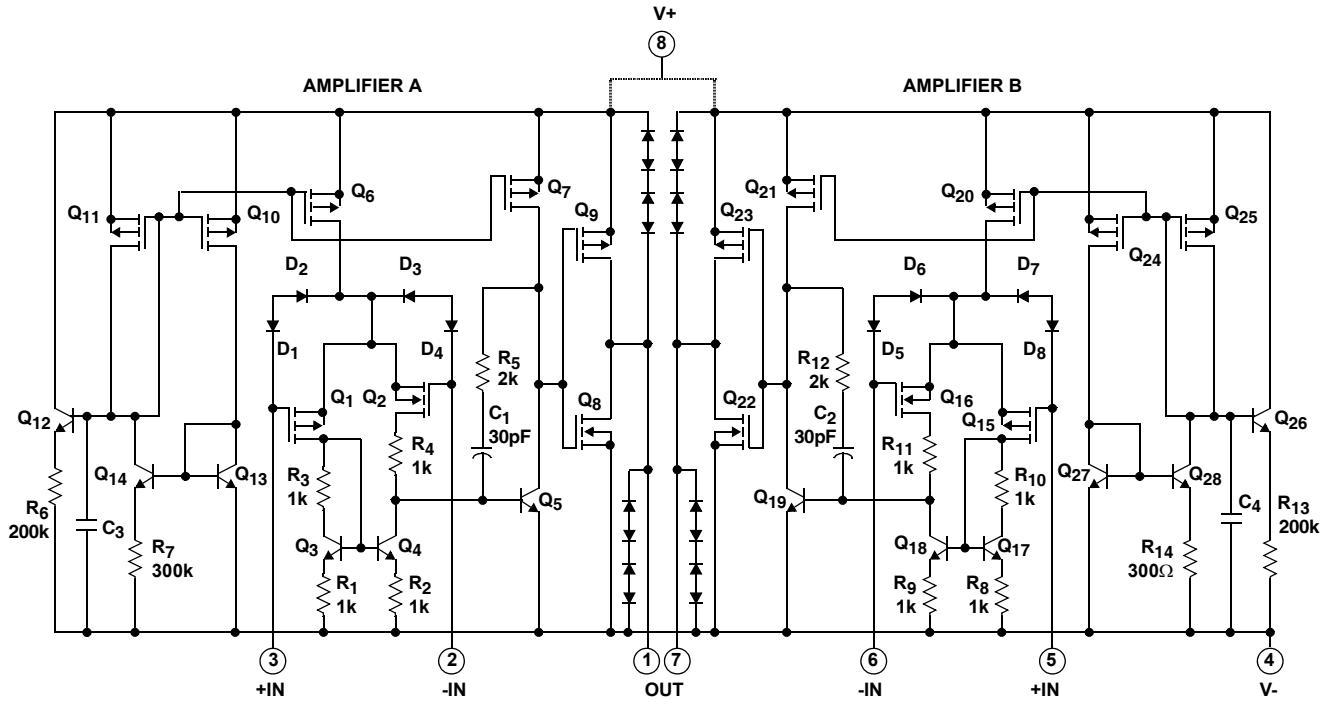 V+
8
AMPLIFIER A
AMPLIFIER B
Q6
Q7
Q21
Q20
Q11
Q10
Q9
Q23
Q24
Q25
D2
D3
D6
D7
D1
D4
D5
D8
R5
2k
R12
2k
Q1
Q2
Q8
Q22
Q16
Q15
Q12
C1
30pF
C2
30pF
Q26
R4
1k
R11
1k
Q14
Q13
R3
1k
R10
1k
Q27
Q28
Q5
Q19
R6
200k
C3
R7
300k
Q3
Q4
Q18
Q17
C4
R13
200k
R14
300Ω
R1
1k
R2
1k
R9
1k
R8
1k
3
2
1
7
6
5
4
+IN
-IN
OUT
-IN
+IN
V-